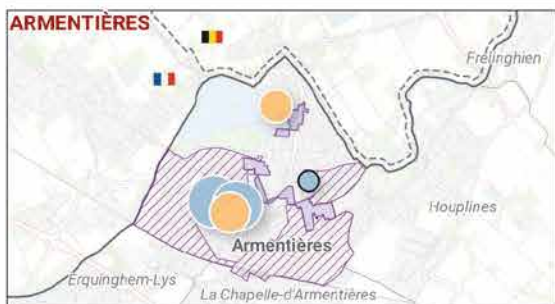 ARMENTIÈRES
Frelinghien
Houplines
Armentières
Erquinghem-Lys
La Chapelle-d'Armentières